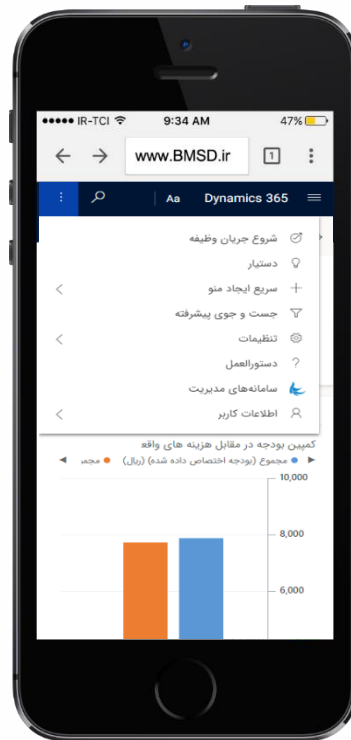 IR-TCI 9:34 AM 47%
www.BMSD.ir 1
Dynamics 365 Aa
شروع جریان وظیفه
دستیار
سریع ایجاد منو
جست و جوی پیشرفته
تنظیمات
دستورالعمل
سامانه‌های مدیریت
اطلاعات کاربر
کمپین بودجه در مقابل هزینه های واقع
مجموع (بودجه اختصاص داده شده) (ریال) مجمـ
10,000
8,000
6,000